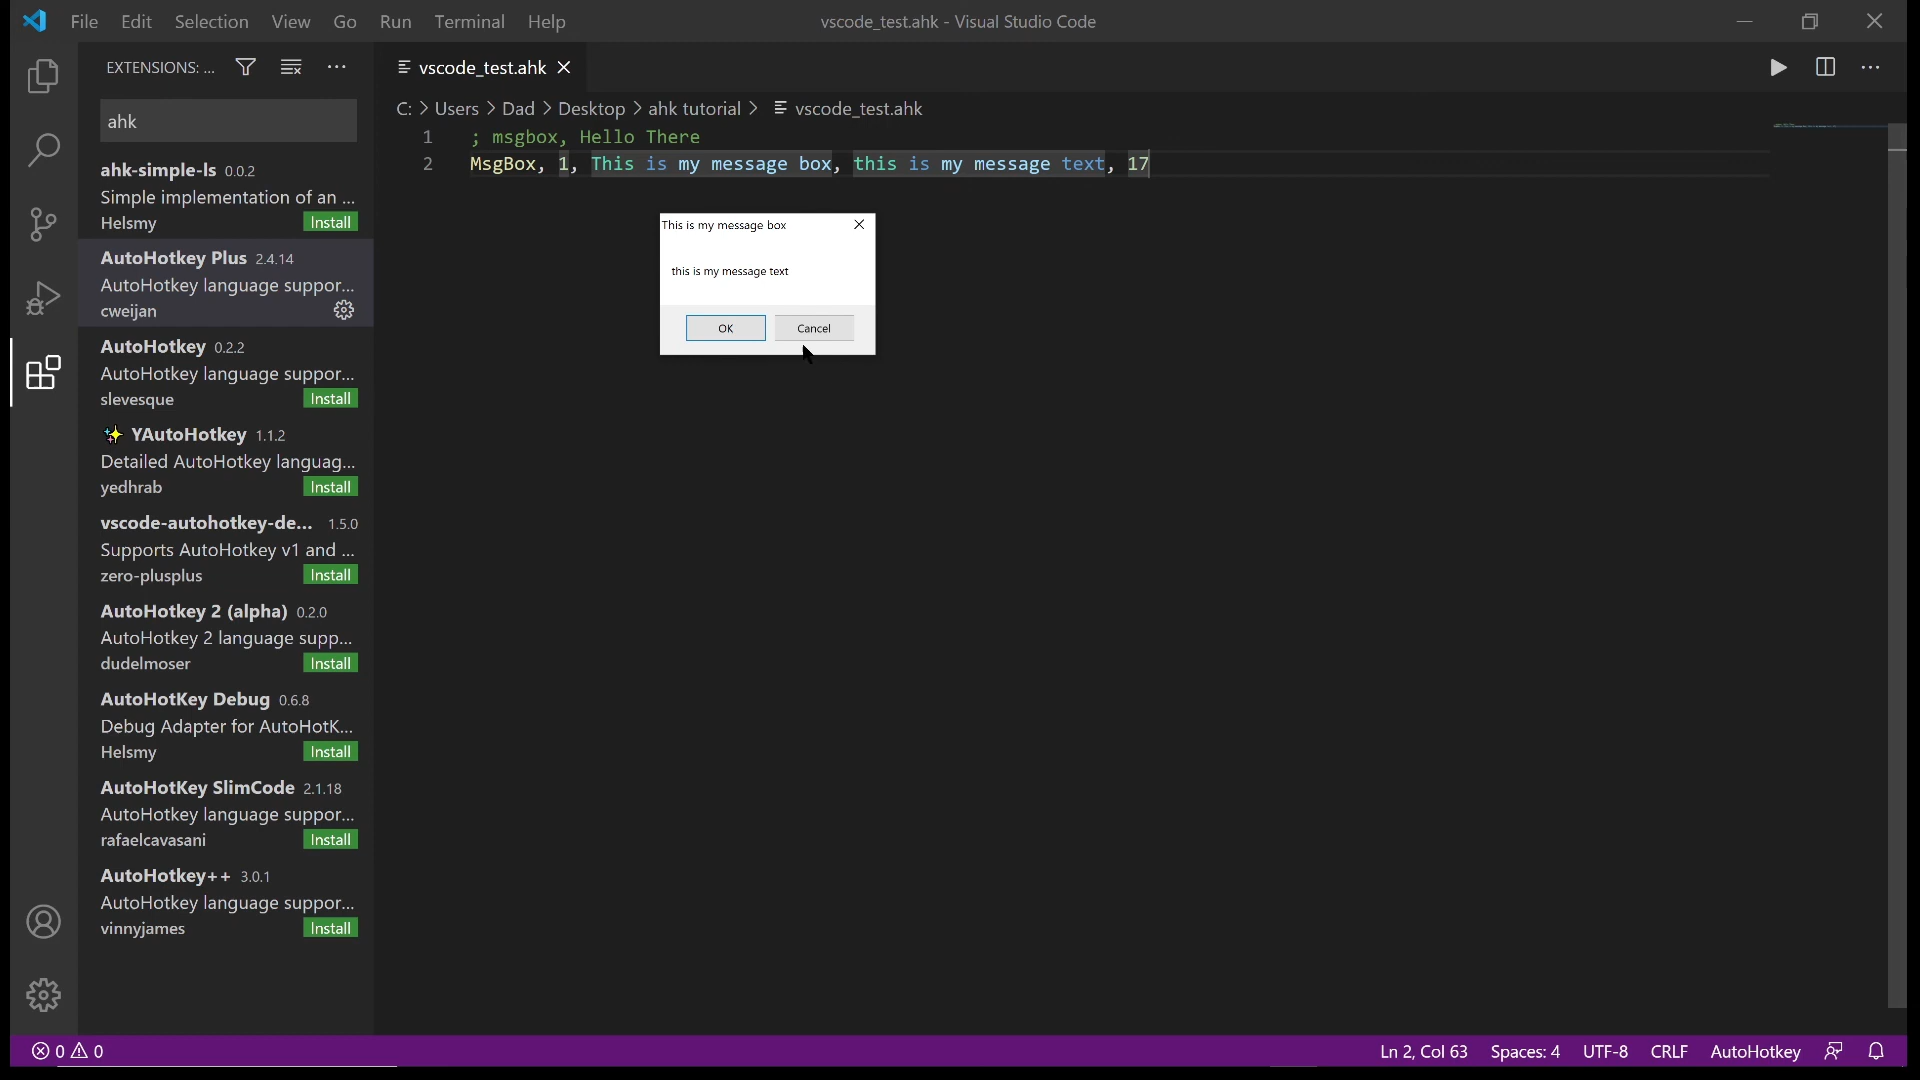 File Edit Selection View Go Run Terminal Help
vscode_test.ahk - Visual Studio Code
EXTENSIONS: ...
ahk
ahk-simple-ls 0.0.2
Simple implementation of an ...
Helsmy Install
AutoHotkey Plus 2.4.14
AutoHotkey language suppor...
cweijan
AutoHotkey 0.2.2
AutoHotkey language suppor...
slevesque Install
YAutoHotkey 1.1.2
Detailed AutoHotkey languag...
yedhrab Install
vscode-autohotkey-de... 1.5.0
Supports AutoHotkey v1 and ...
zero-plusplus Install
AutoHotkey 2 (alpha) 0.2.0
AutoHotkey 2 language supp...
dudelmoser Install
AutoHotKey Debug 0.6.8
Debug Adapter for AutoHotK...
Helsmy Install
AutoHotKey SlimCode 2.1.18
AutoHotkey language suppor...
rafaelcavasani Install
AutoHotkey++ 3.0.1
AutoHotkey language suppor...
vinnyjames Install
vscode_test.ahk
C: > Users > Dad > Desktop > ahk tutorial > vscode_test.ahk
1 ; msgbox, Hello There
2 MsgBox, 1, This is my message box, this is my message text, 17
This is my message box
this is my message text
OK Cancel
0 0
Ln 2, Col 63 Spaces: 4 UTF-8 CRLF AutoHotkey